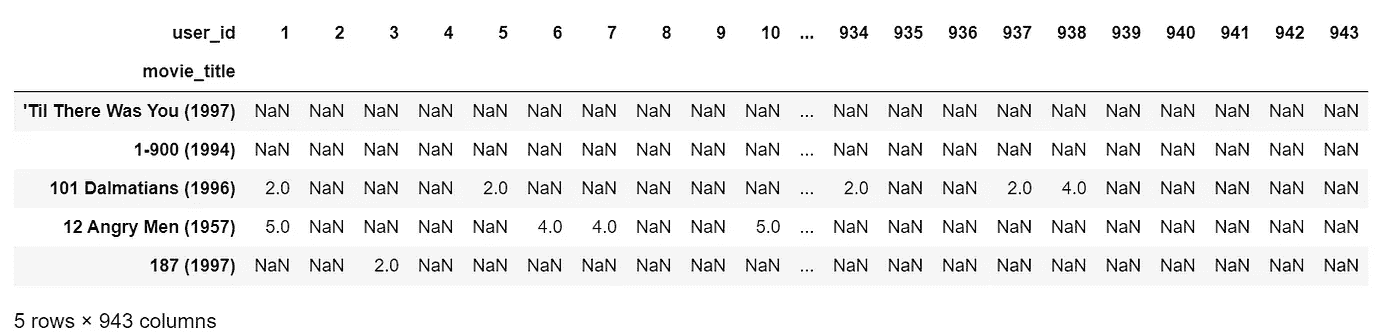 user_id 1 2 3 4 5 6 7 8 9 10 ... 934 935 936 937 938 939 940 941 942 943
movie_title
'Til There Was You (1997) NaN NaN NaN NaN NaN NaN NaN NaN NaN NaN ... NaN NaN NaN NaN NaN NaN NaN NaN NaN NaN
1-900 (1994) NaN NaN NaN NaN NaN NaN NaN NaN NaN NaN ... NaN NaN NaN NaN NaN NaN NaN NaN NaN NaN
101 Dalmatians (1996) 2.0 NaN NaN NaN 2.0 NaN NaN NaN NaN NaN ... 2.0 NaN NaN 2.0 4.0 NaN NaN NaN NaN NaN
12 Angry Men (1957) 5.0 NaN NaN NaN NaN 4.0 4.0 NaN NaN 5.0 ... NaN NaN NaN NaN NaN NaN NaN NaN NaN NaN
187 (1997) NaN NaN 2.0 NaN NaN NaN NaN NaN NaN NaN ... NaN NaN NaN NaN NaN NaN NaN NaN NaN NaN
5 rows × 943 columns